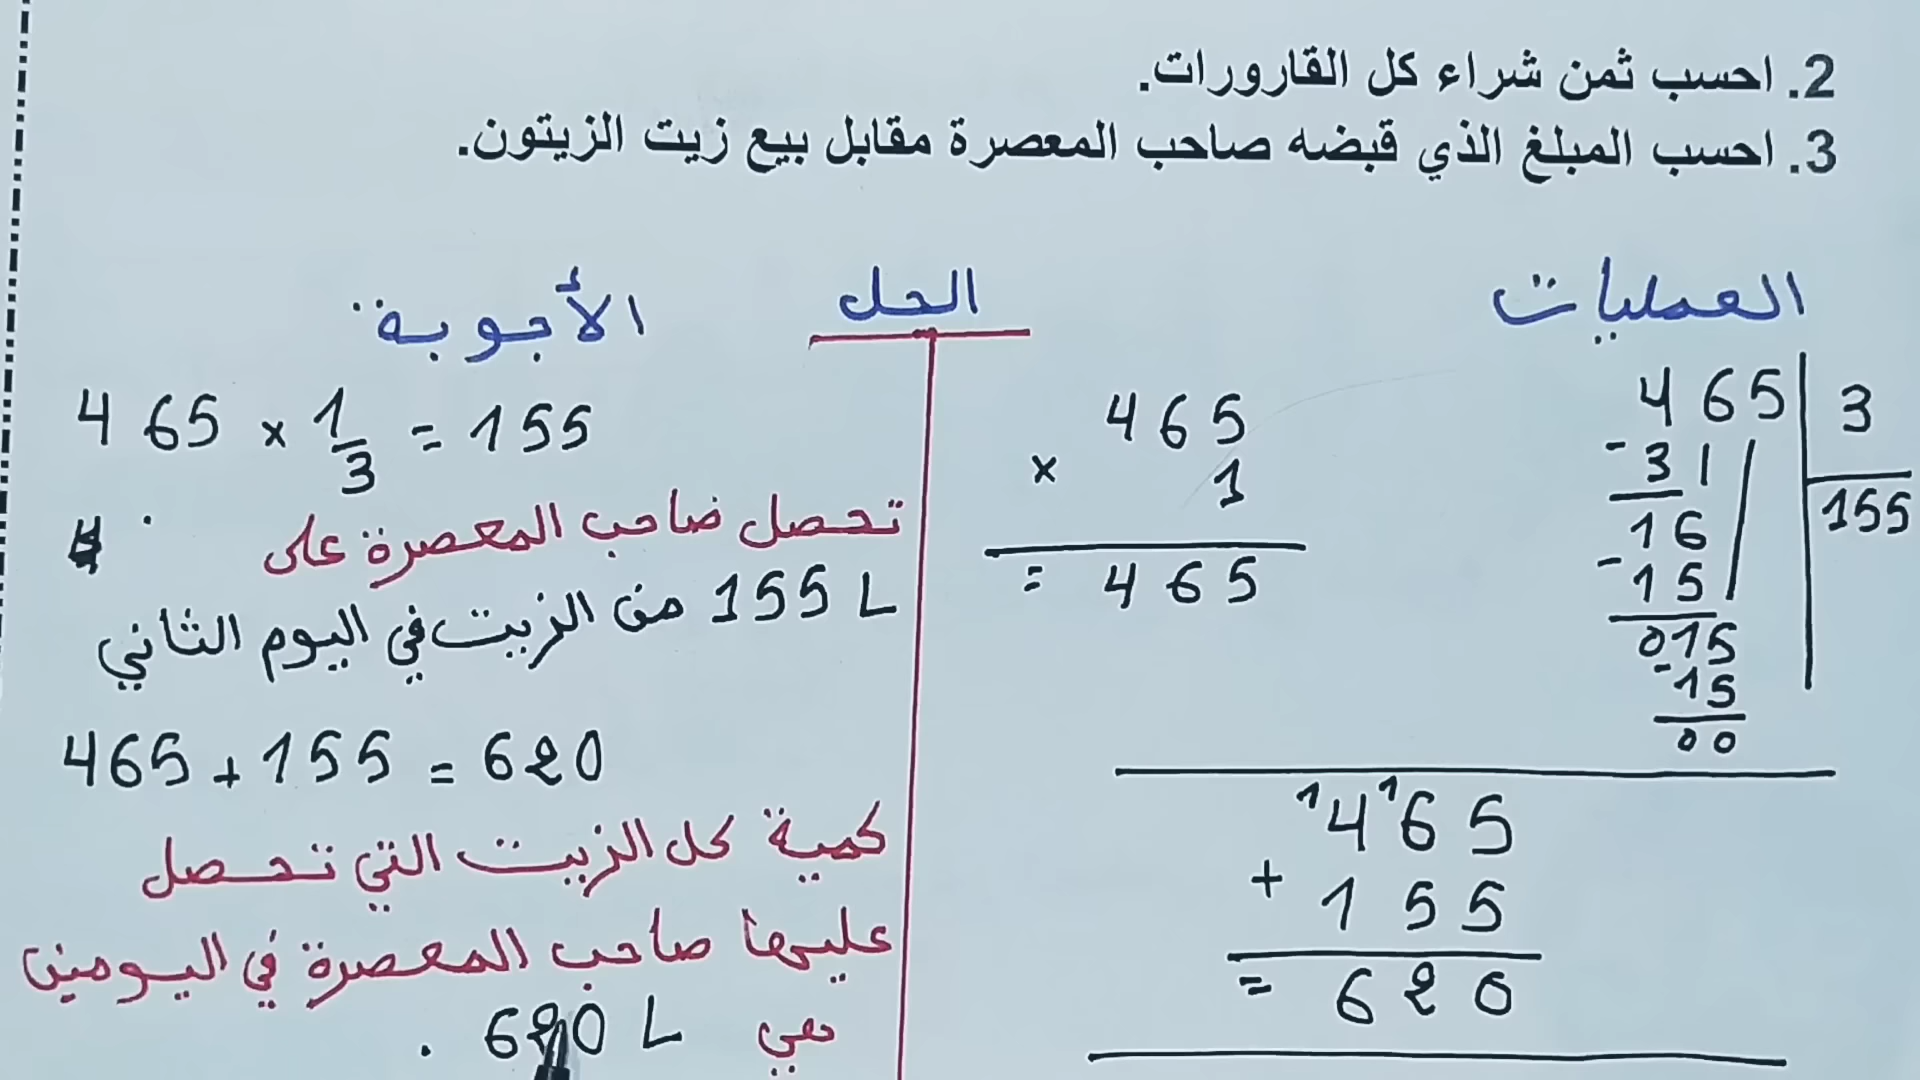 2. احسب ثمن شراء كل القارورات.
3. احسب المبلغ الذي قبضه صاحب المعصرة مقابل بيع زيت الزيتون.
العمليات
الحل
الأجوبة
465 | 3
- 3
155
16
- 15
015
- 15
00
465
× 1
= 465
1 1
465
+ 155
= 620
465 × 1/3 = 155
تحصل صاحب المعصرة على
155 L من الزيت في اليوم الثاني
465 + 155 = 620
كمية كل الزيت التي تحصل
عليها صاحب المعصرة في اليومين
هي 620 L .